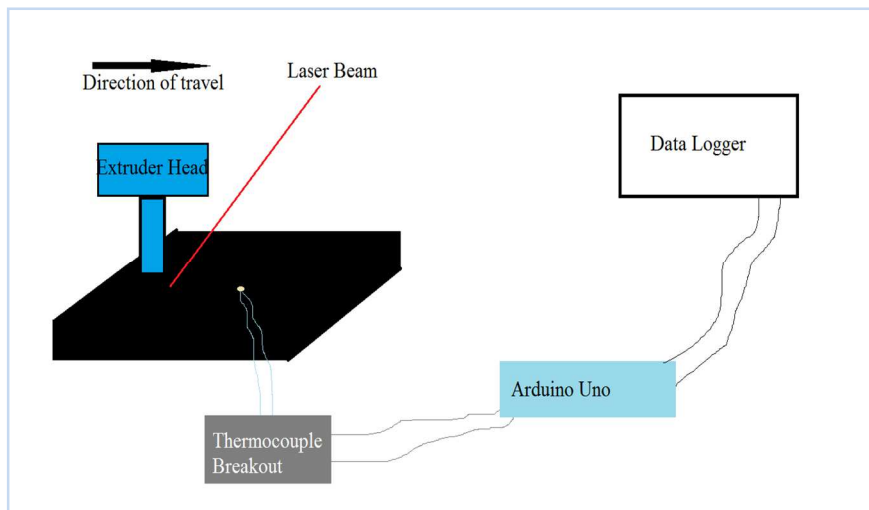 Direction of travel
Laser Beam
Extruder Head
Data Logger
Arduino Uno
Thermocouple
Breakout